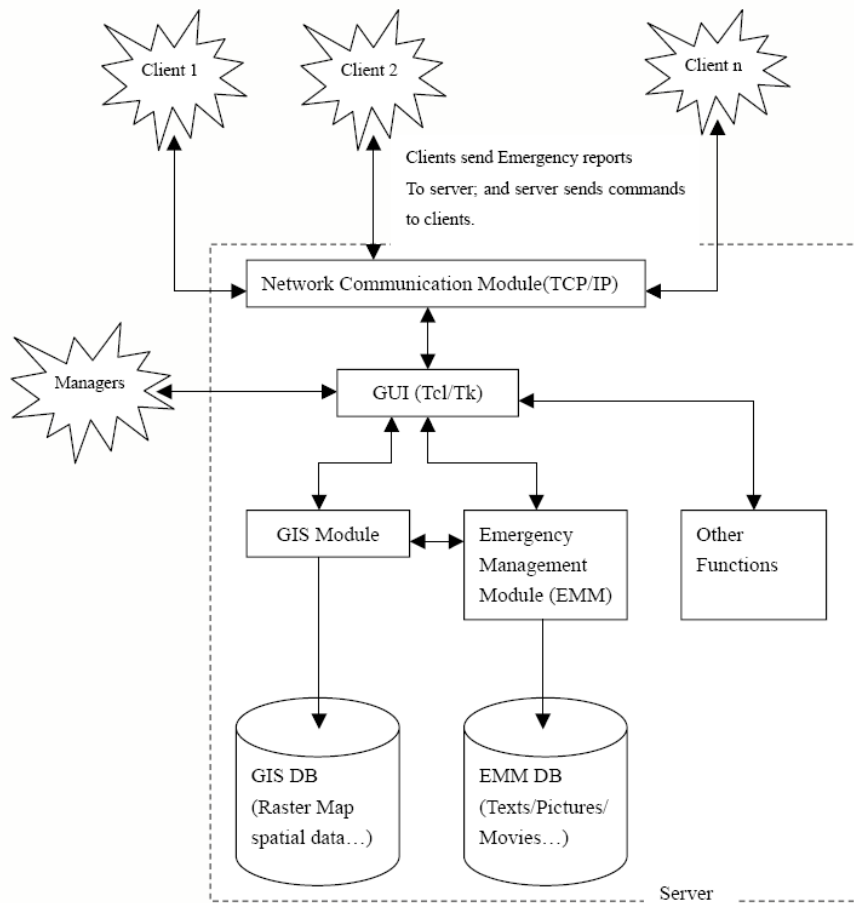 Client 1
Client 2
Client n
Clients send Emergency reports
To server; and server sends commands
to clients.
Network Communication Module(TCP/IP)
Managers
GUI (Tcl/Tk)
GIS Module
Emergency
Management
Module (EMM)
Other
Functions
GIS DB
(Raster Map
spatial data…)
EMM DB
(Texts/Pictures/
Movies…)
Server